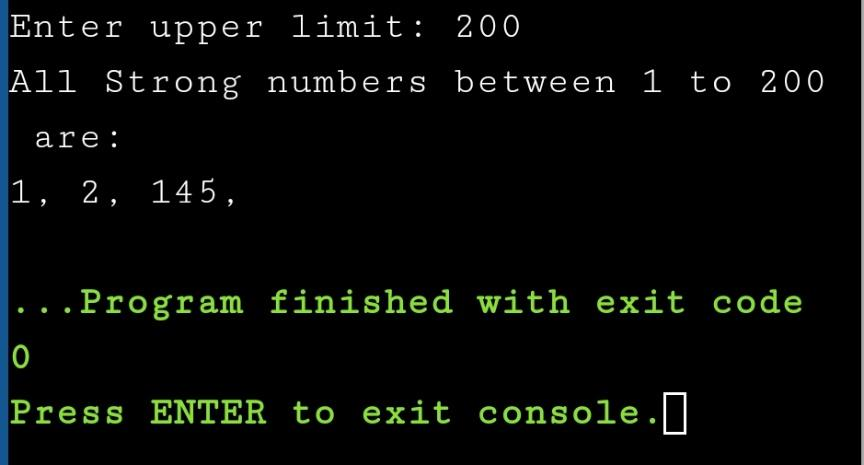 Enter upper limit: 200
All Strong numbers between 1 to 200
are:
1, 2, 145,
...Program finished with exit code
0
Press ENTER to exit console.